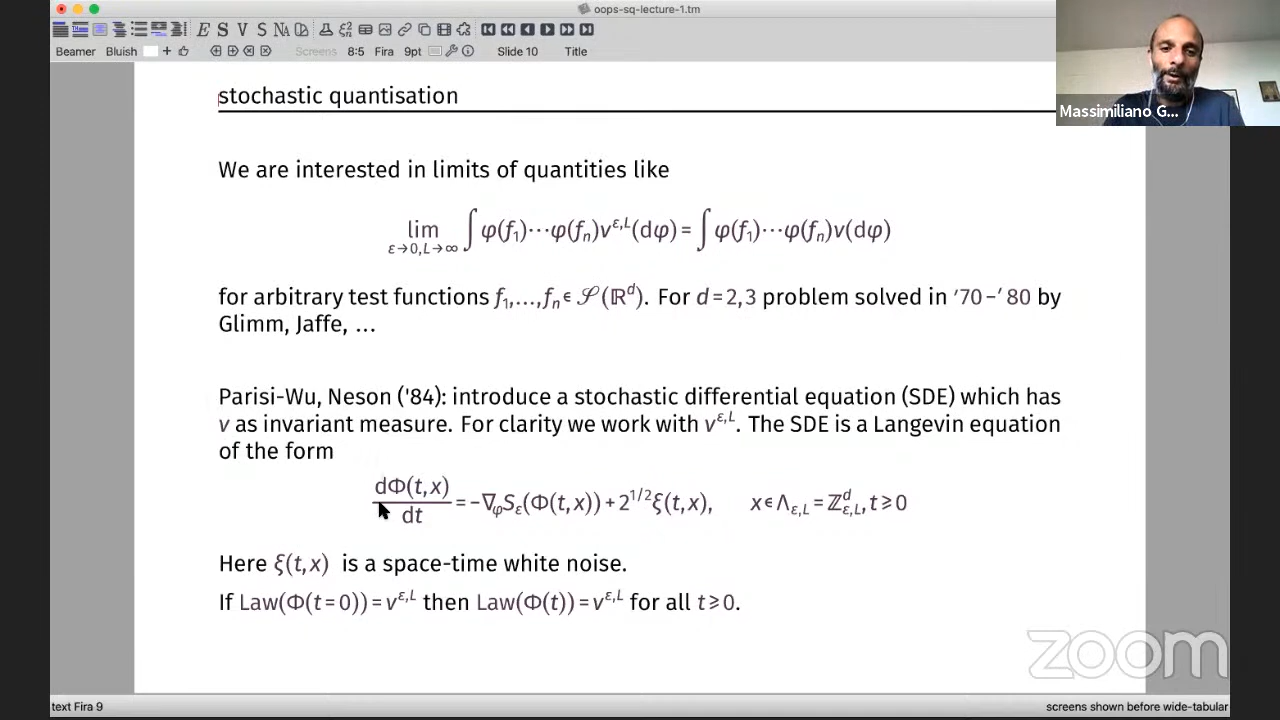 oops-sq-lecture-1.tm
E S V S NA
Beamer Bluish Screens 8:5 Fira 9pt Slide 10 Title
Massimiliano G...
stochastic quantisation
We are interested in limits of quantities like
lim ∫ φ(f₁)⋯φ(fₙ)ν^{ε,L}(dφ) = ∫ φ(f₁)⋯φ(fₙ)ν(dφ)
ε→0,L→∞
for arbitrary test functions f₁,…,fₙ ∈ 𝒮(ℝ^d). For d=2,3 problem solved in '70-'80 by
Glimm, Jaffe, …
Parisi-Wu, Neson ('84): introduce a stochastic differential equation (SDE) which has
ν as invariant measure. For clarity we work with ν^{ε,L}. The SDE is a Langevin equation
of the form
dΦ(t,x)/dt = -∇_φ S_ε(Φ(t,x)) + 2^{1/2}ξ(t,x), x ∈ Λ_{ε,L} = ℤ^d_{ε,L}, t ⩾ 0
Here ξ(t,x) is a space-time white noise.
If Law(Φ(t=0)) = ν^{ε,L} then Law(Φ(t)) = ν^{ε,L} for all t ⩾ 0.
zoom
text Fira 9 screens shown before wide-tabular